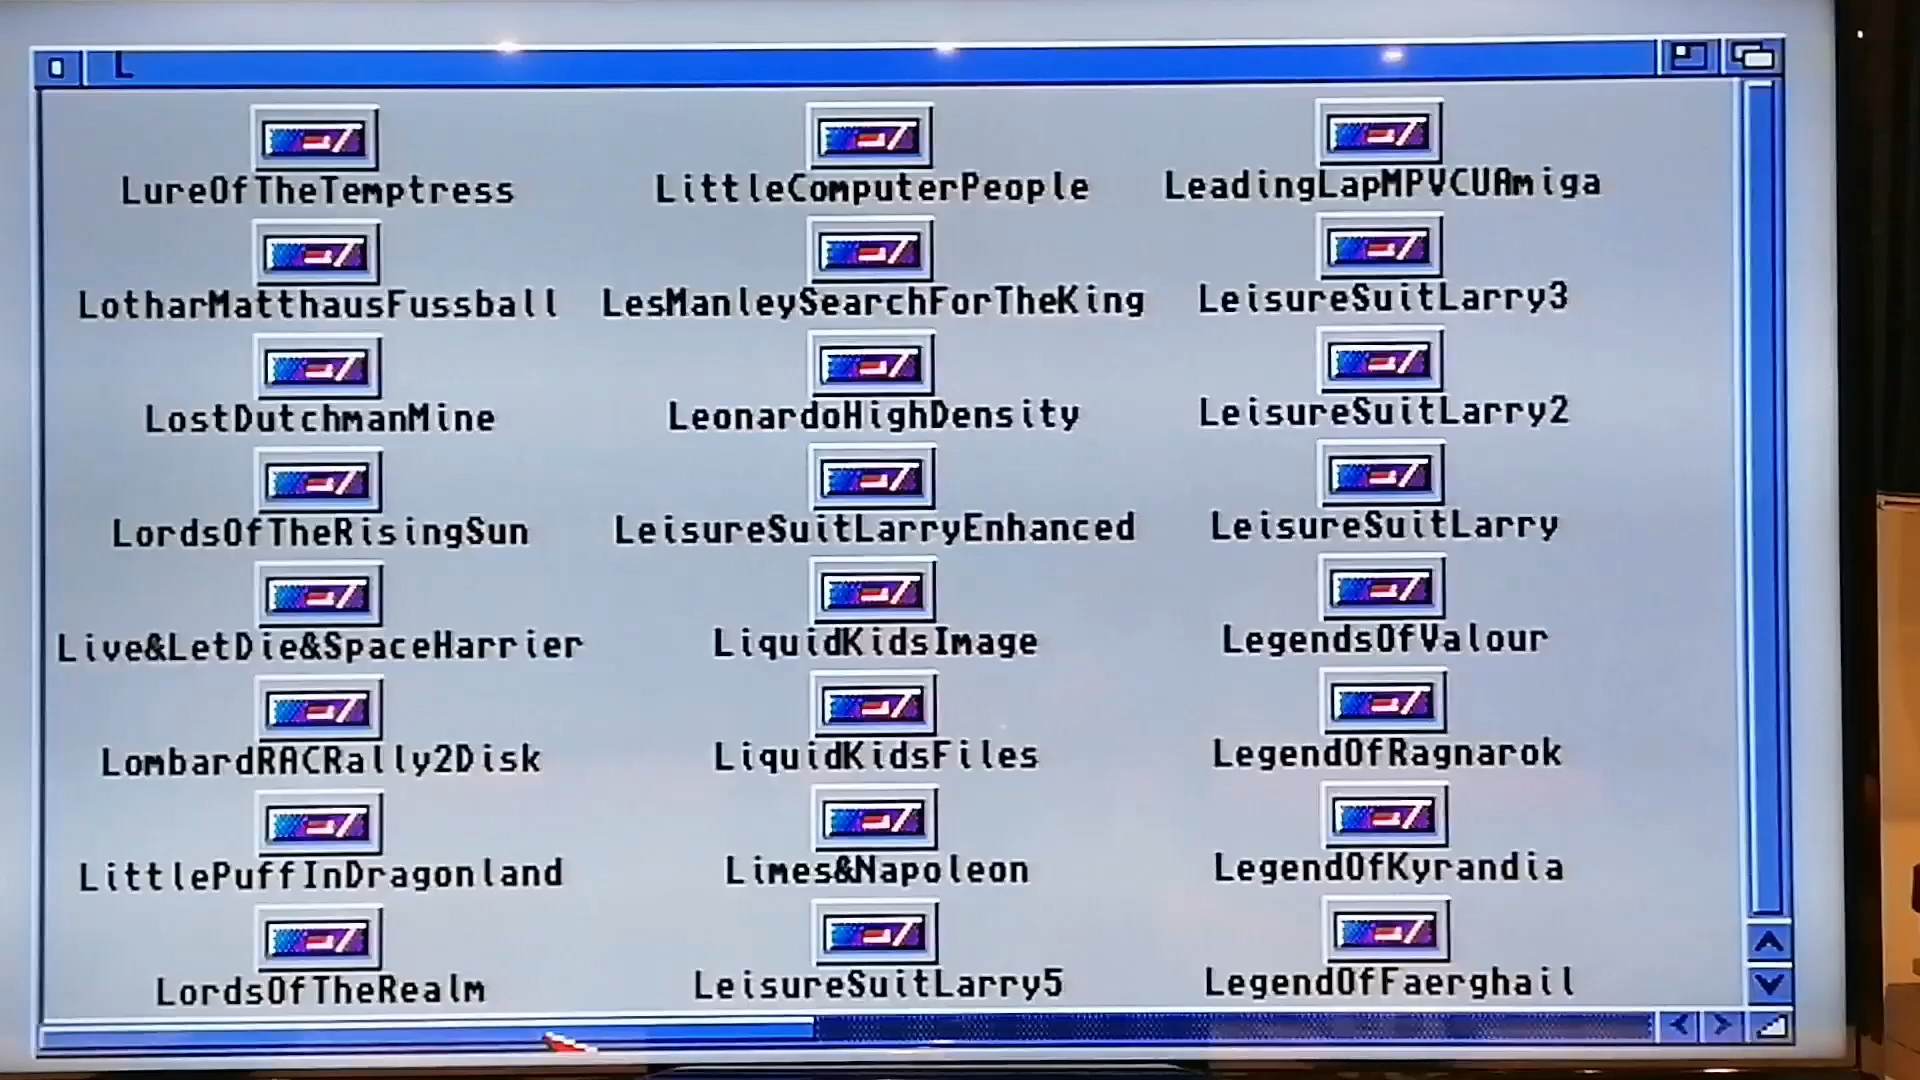 L
LureOfTheTemptress LittleComputerPeople LeadingLapMPVCUAmiga
LotharMatthausFussball LesManleySearchForTheKing LeisureSuitLarry3
LostDutchmanMine LeonardoHighDensity LeisureSuitLarry2
LordsOfTheRisingSun LeisureSuitLarryEnhanced LeisureSuitLarry
Live&LetDie&SpaceHarrier LiquidKidsImage LegendsOfValour
LombardRACRally2Disk LiquidKidsFiles LegendOfRagnarok
LittlePuffInDragonland Limes&Napoleon LegendOfKyrandia
LordsOfTheRealm LeisureSuitLarry5 LegendOfFaerghail